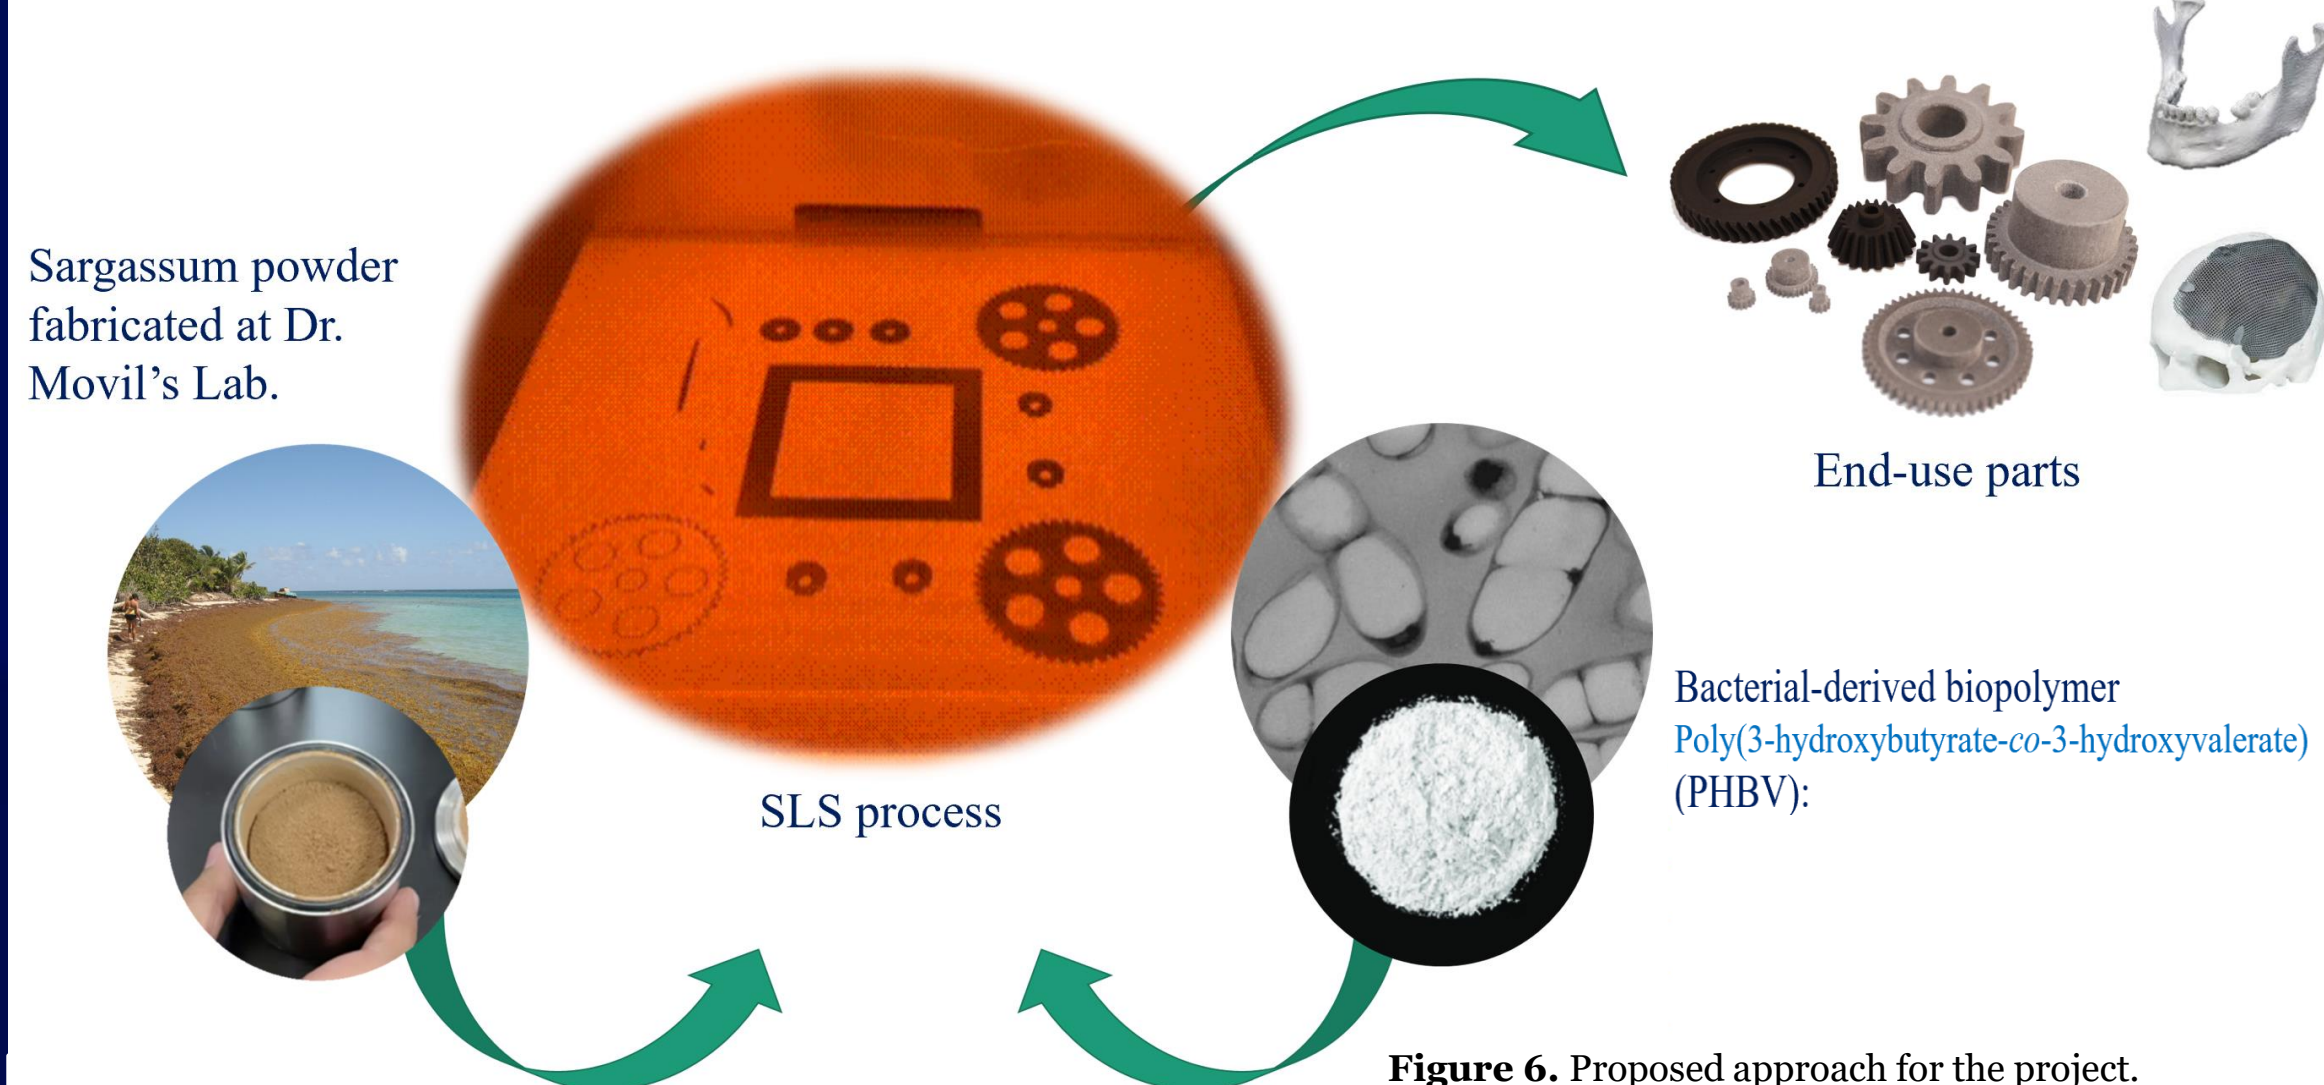 Sargassum powder
fabricated at Dr.
Movil’s Lab.
SLS process
End-use parts
Bacterial-derived biopolymer
Poly(3-hydroxybutyrate-co-3-hydroxyvalerate)
(PHBV):
Figure 6. Proposed approach for the project.